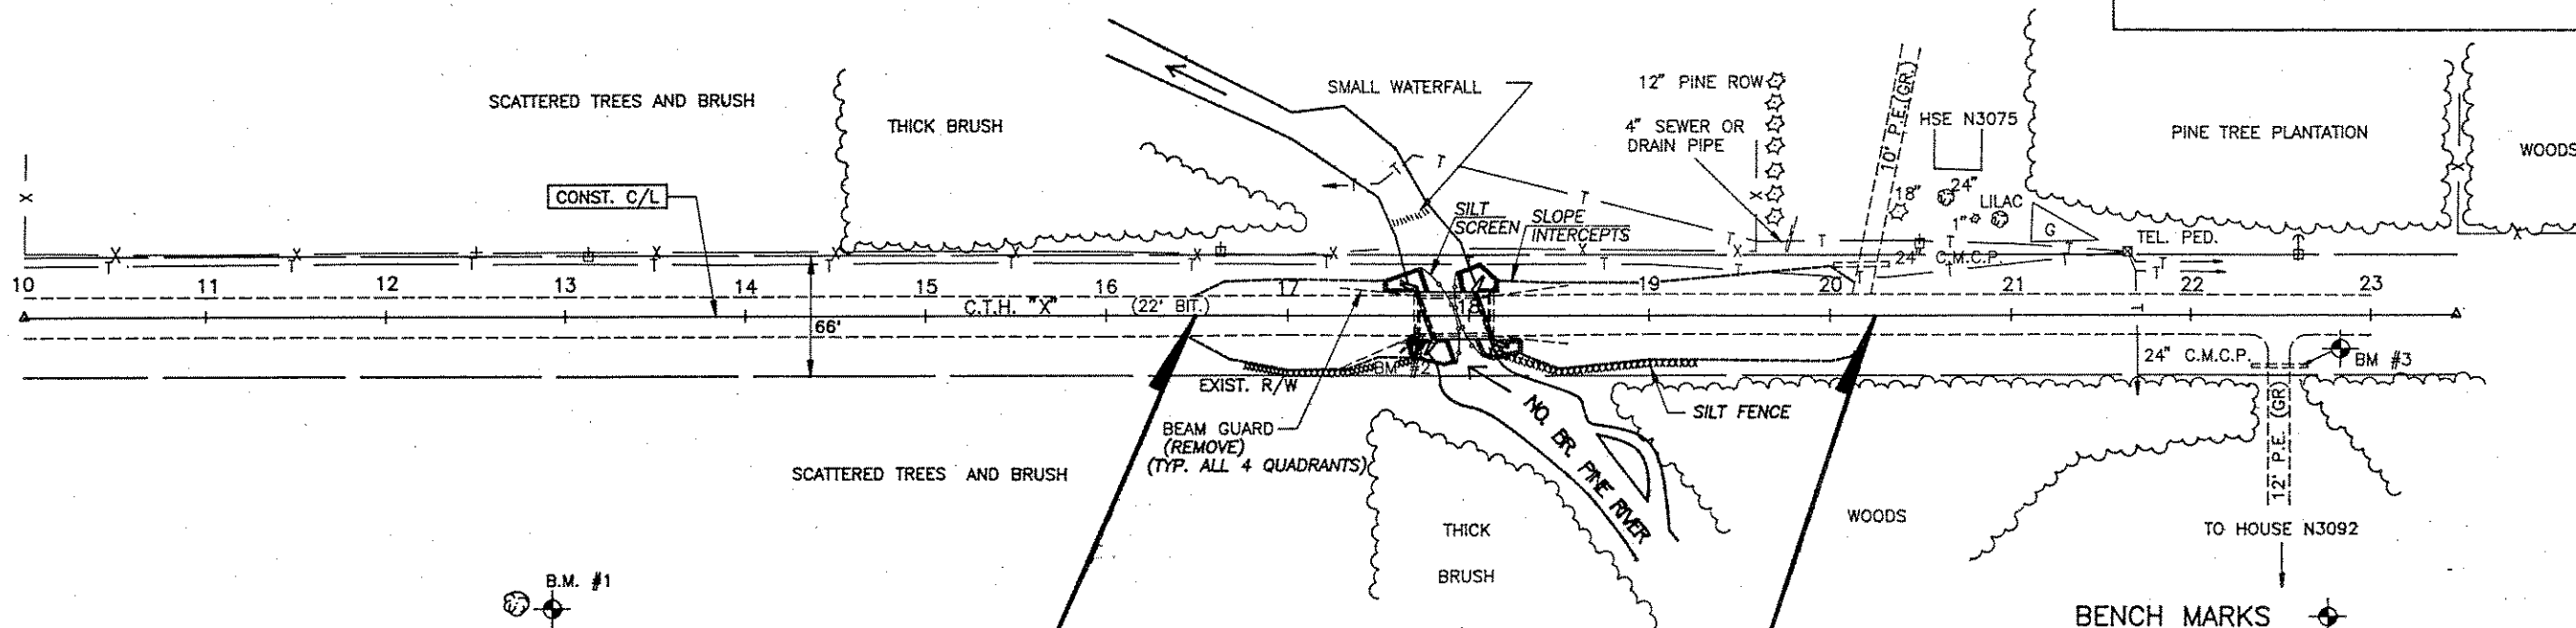 SCATTERED TREES AND BRUSH
THICK BRUSH
CONST. C/L
SMALL WATERFALL
12" PINE ROW
4" SEWER OR
DRAIN PIPE
10' P.E.(GR.)
HSE N3075
PINE TREE PLANTATION
WOODS
18"
24"
1"
LILAC
G
SILT
SCREEN
SLOPE
INTERCEPTS
TEL. PED.
24" C.M.C.P.
10 11 12 13 14 15 16 17 18 19 20 21 22 23
C.T.H. "X"
(22' BIT.)
66'
EXIST. R/W
BM #2
24" C.M.C.P.
BM #3
BEAM GUARD
(REMOVE)
(TYP. ALL 4 QUADRANTS)
SILT FENCE
NO. BR. PINE RIVER
SCATTERED TREES AND BRUSH
THICK
BRUSH
WOODS
12' P.E. (GR)
TO HOUSE N3092
B.M. #1
BENCH MARKS